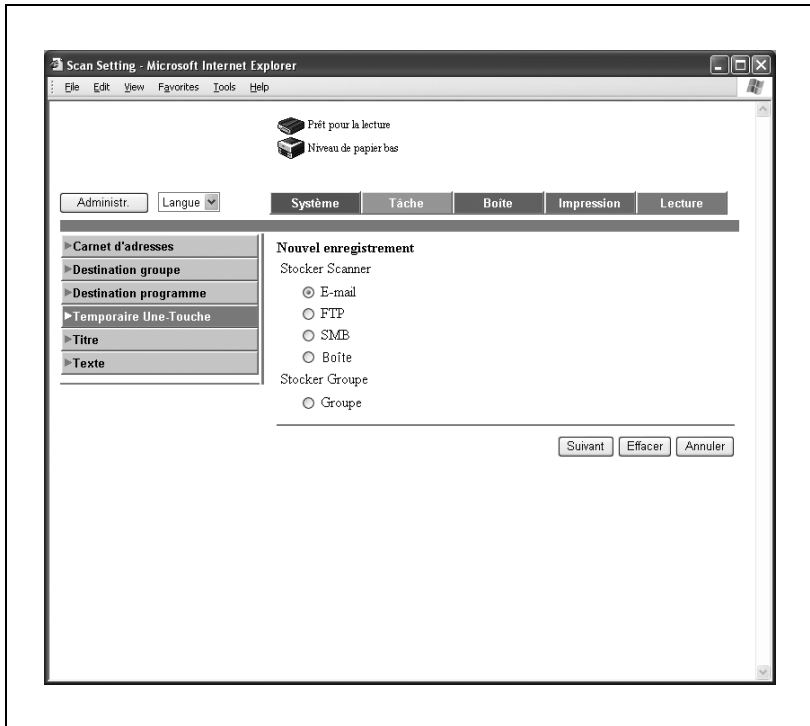 Scan Setting - Microsoft Internet Explorer
File Edit View Favorites Tools Help
Prêt pour la lecture
Niveau de papier bas
Administr. Langue Système Tâche Boîte Impression Lecture
Carnet d'adresses
Destination groupe
Destination programme
Temporaire Une-Touche
Titre
Texte
Nouvel enregistrement
Stocker Scanner
E-mail
FTP
SMB
Boîte
Stocker Groupe
Groupe
Suivant Effacer Annuler